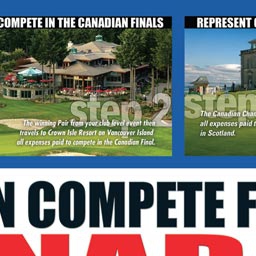 COMPETE IN THE CANADIAN FINALS
step 2
The winning Pair from your club level event then
travels to Crown Isle Resort on Vancouver Island
all expenses paid to compete in the Canadian Final.
REPRESENT
step
The Canadian
all expenses paid
in Scotland.
N COMPETE F